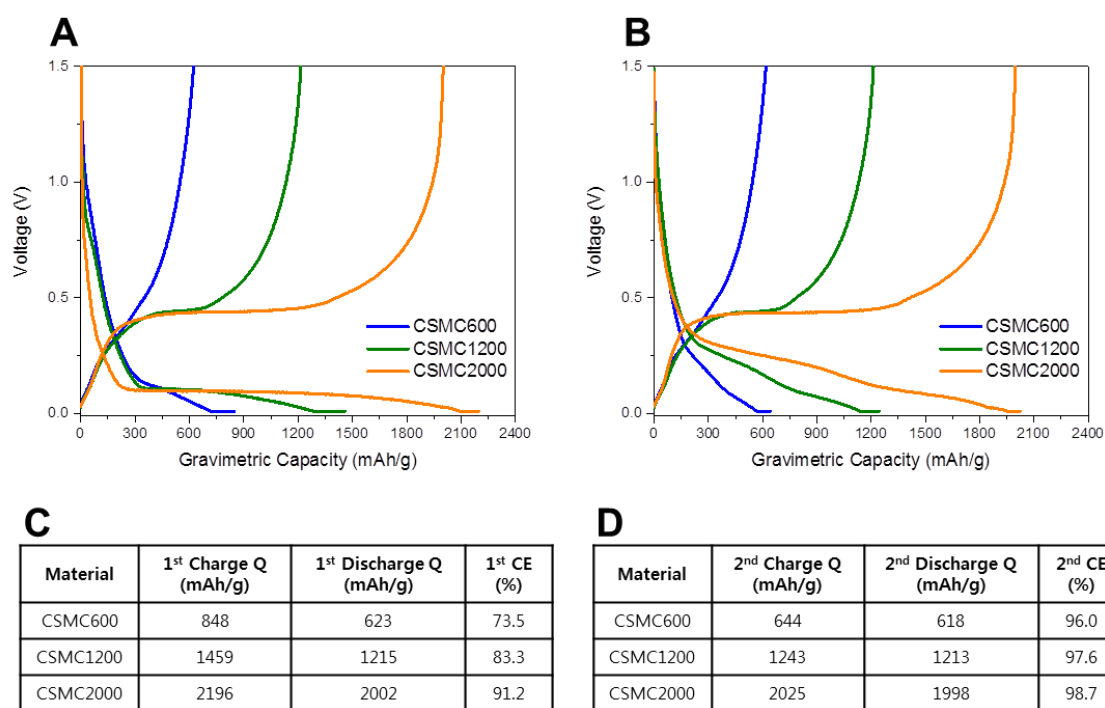 A
1.5
1.0
0.5
0.0
Voltage (V)
CSMC600
CSMC1200
CSMC2000
0 300 600 900 1200 1500 1800 2100 2400
Gravimetric Capacity (mAh/g)
B
1.5
1.0
0.5
0.0
Voltage (V)
CSMC600
CSMC1200
CSMC2000
0 300 600 900 1200 1500 1800 2100 2400
Gravimetric Capacity (mAh/g)
C
Material 1st Charge Q (mAh/g) 1st Discharge Q (mAh/g) 1st CE (%)
CSMC600 848 623 73.5
CSMC1200 1459 1215 83.3
CSMC2000 2196 2002 91.2
D
Material 2nd Charge Q (mAh/g) 2nd Discharge Q (mAh/g) 2nd CE (%)
CSMC600 644 618 96.0
CSMC1200 1243 1213 97.6
CSMC2000 2025 1998 98.7